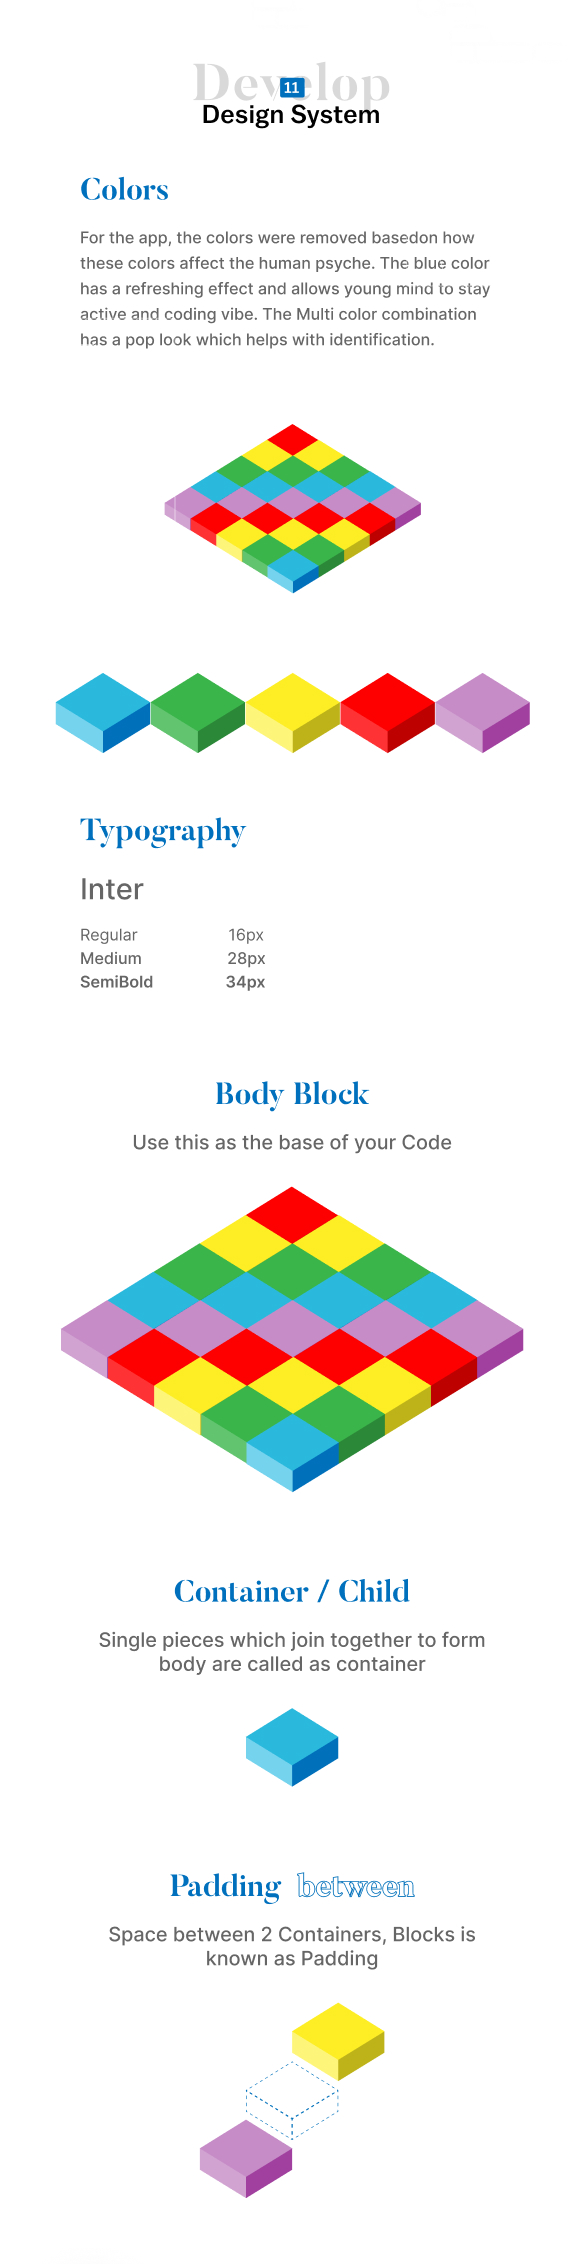 Develop
11
Design System
Colors
For the app, the colors were removed basedon how
these colors affect the human psyche. The blue color
has a refreshing effect and allows young mind to stay
active and coding vibe. The Multi color combination
has a pop look which helps with identification.
Typography
Inter
Regular 16px
Medium 28px
SemiBold 34px
Body Block
Use this as the base of your Code
Container / Child
Single pieces which join together to form
body are called as container
Padding between
Space between 2 Containers, Blocks is
known as Padding